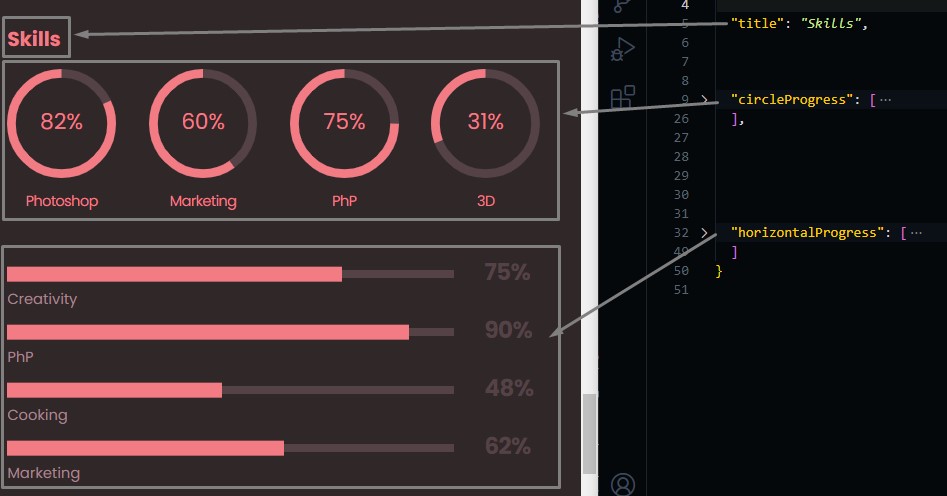 Skills
82% 60% 75% 31%
Photoshop Marketing PhP 3D
75%
Creativity
90%
PhP
48%
Cooking
62%
Marketing
4
5 "title": "Skills",
6
7
8
9 "circleProgress": [ ···
26 ],
27
28
29
30
31
32 "horizontalProgress": [ ···
49 ]
50 }
51